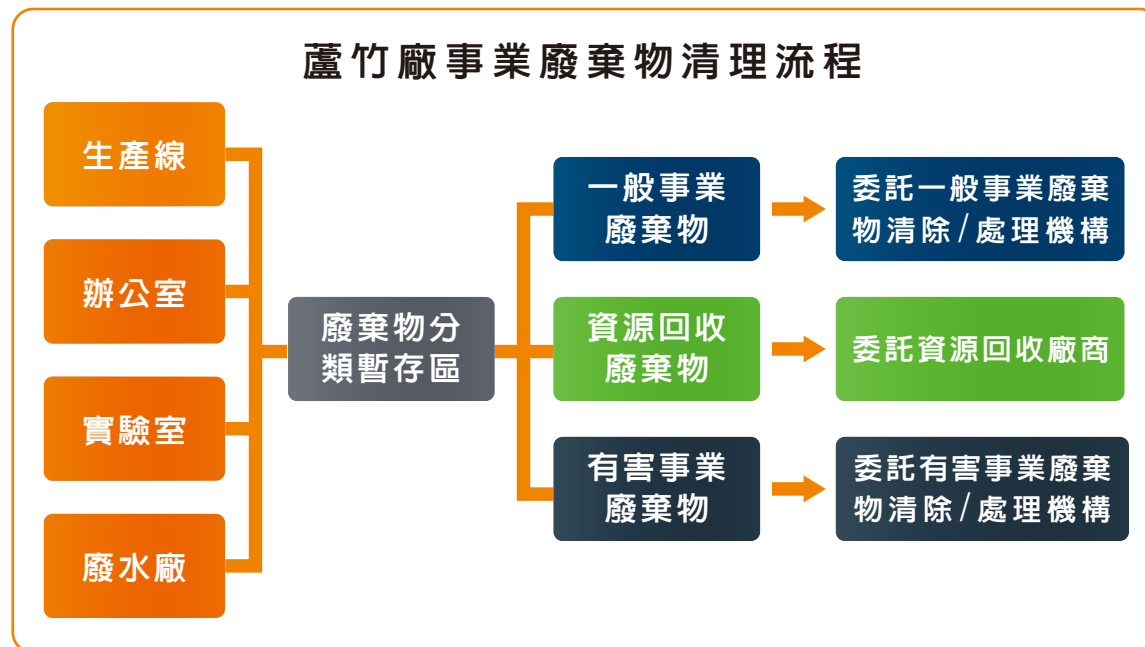 蘆竹廠事業廢棄物清理流程
生產線
辦公室
實驗室
廢水廠
廢棄物分
類暫存區
一般事業
廢棄物
委託一般事業廢棄
物清除/處理機構
資源回收
廢棄物
委託資源回收廠商
有害事業
廢棄物
委託有害事業廢棄
物清除/處理機構